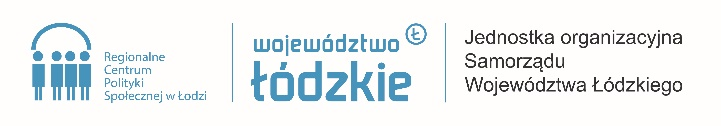 Regionalne
Centrum
Polityki
Społecznej w Łodzi
województwo Ł
łódzkie
Jednostka organizacyjna
Samorządu
Województwa Łódzkiego